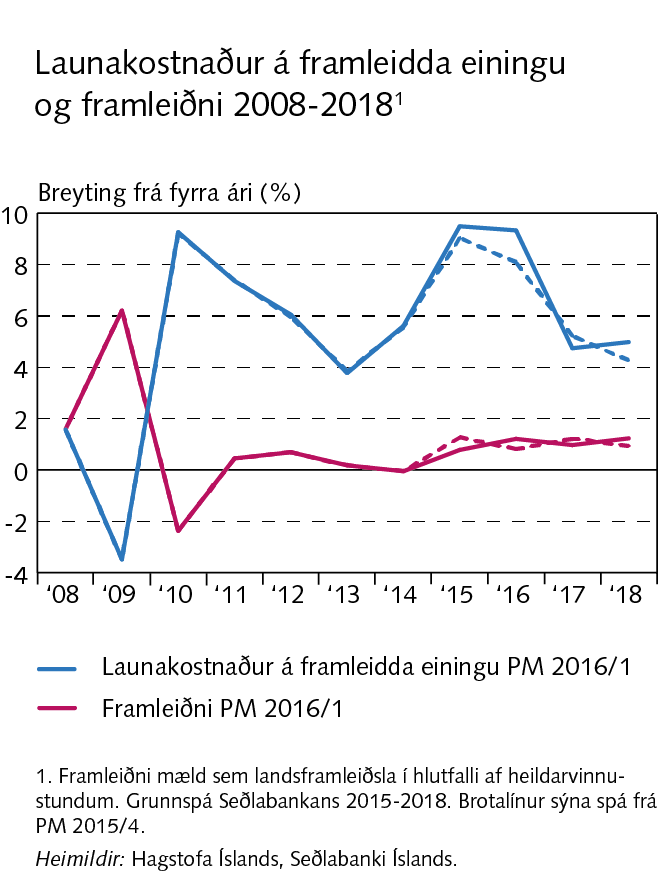 Launakostnaður á framleidda einingu
og framleiðni 2008-2018¹
Breyting frá fyrra ári (%)
10
8
6
4
2
0
-2
-4
‘08 ‘09 ‘10 ‘11 ‘12 ‘13 ‘14 ‘15 ‘16 ‘17 ‘18
Launakostnaður á framleidda einingu PM 2016/1
Framleiðni PM 2016/1
1. Framleiðni mæld sem landsframleiðsla í hlutfalli af heildarvinnu-
stundum. Grunnspá Seðlabankans 2015-2018. Brotalínur sýna spá frá
PM 2015/4.
Heimildir: Hagstofa Íslands, Seðlabanki Íslands.